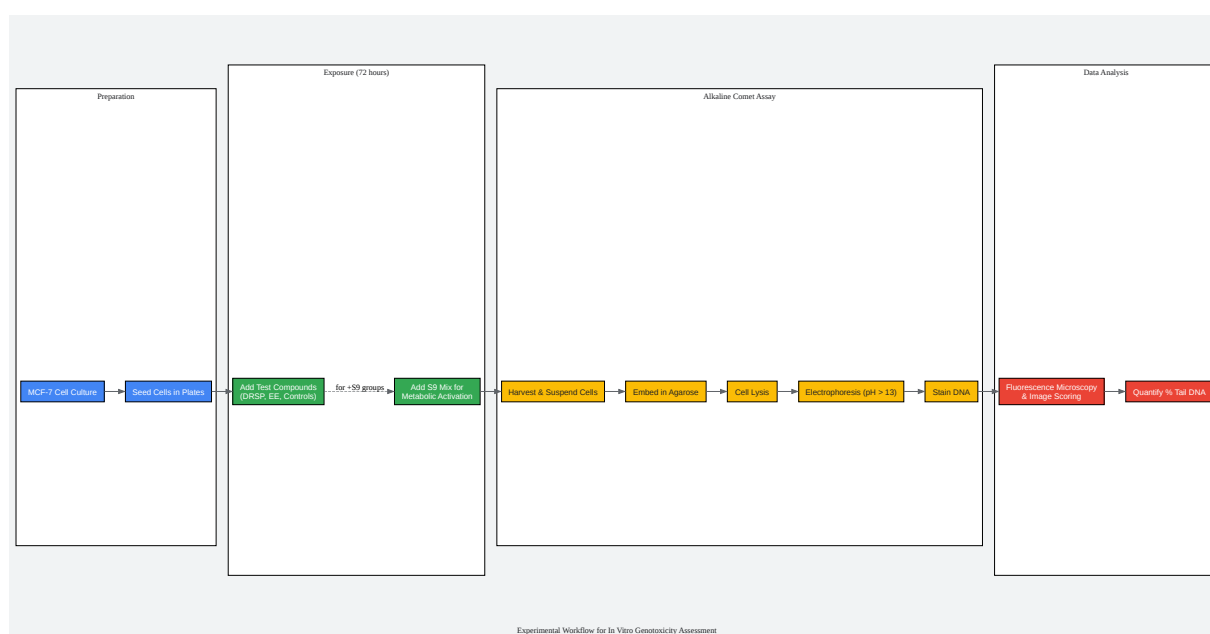 Exposure (72 hours)
Data Analysis
Preparation
Alkaline Comet Assay
MCF-7 Cell Culture
Seed Cells in Plates
Add Test Compounds
(DRSP, EE, Controls)
for +S9 groups
Add S9 Mix for
Metabolic Activation
Harvest & Suspend Cells
Embed in Agarose
Cell Lysis
Electrophoresis (pH > 13)
Stain DNA
Fluorescence Microscopy
& Image Scoring
Quantify % Tail DNA
Experimental Workflow for In Vitro Genotoxicity Assessment